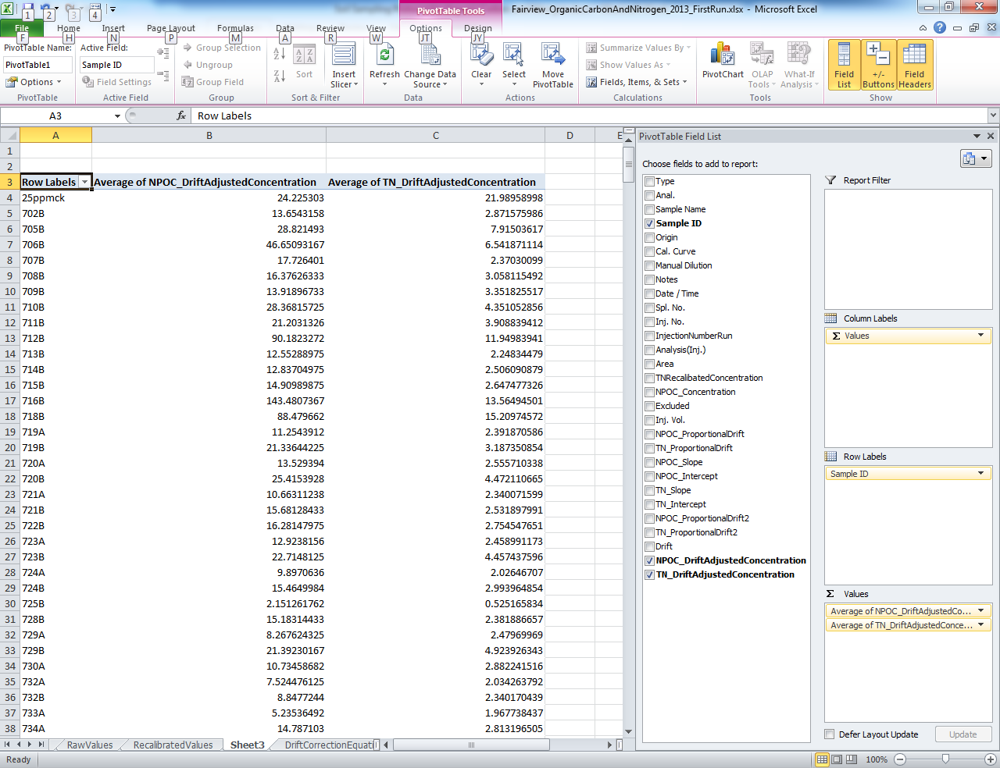 PivotTable Tools
Fairview_OrganicCarbonAndNitrogen_2013_FirstRun.xlsx - Microsoft Excel
1 2 3 4
File Home Insert Page Layout Formulas Data Review View Options Design
F H N P M A R W JT JY
PivotTable Name:
PivotTable1
Options
PivotTable
Active Field:
Sample ID
Field Settings
Active Field
Group Selection
Ungroup
Group Field
Group
Sort
Insert Slicer
Sort & Filter
Refresh
Change Data Source
Data
Clear
Select
Move PivotTable
Actions
Summarize Values By
Show Values As
Fields, Items, & Sets
Calculations
PivotChart
OLAP Tools
What-If Analysis
Tools
Field List
+/- Buttons
Field Headers
Show
A3 fx Row Labels
A B C D E
1
2
3 Row Labels Average of NPOC_DriftAdjustedConcentration Average of TN_DriftAdjustedConcentration
4 25ppmck 24.225303 21.98958998
5 702B 13.6543158 2.871575986
6 705B 28.821493 7.91503617
7 706B 46.65093167 6.541871114
8 707B 17.726401 2.37030099
9 708B 16.37626333 3.058115492
10 709B 13.91896733 3.351825517
11 710B 28.36815725 4.351052856
12 711B 21.2031326 3.908839412
13 712B 90.1823272 11.94983941
14 713B 12.55288975 2.24834479
15 714B 12.83704975 2.506090879
16 715B 14.90989875 2.647477326
17 716B 143.4807367 13.56494501
18 718B 88.479662 15.20974572
19 719A 11.2543912 2.391870586
20 719B 21.33644225 3.187350854
21 720A 13.529394 2.555710338
22 720B 25.4153928 4.472110665
23 721A 10.66311238 2.340071599
24 721B 15.68128433 2.531897991
25 722B 16.28147975 2.754547651
26 723A 12.9238156 2.458991173
27 723B 22.7148125 4.457437596
28 724A 9.8970636 2.02646707
29 724B 15.4649984 2.993964854
30 725B 2.151261762 0.525165834
31 728B 15.18314433 2.381886657
32 729A 8.267624325 2.47969969
33 729B 21.39230167 4.923926343
34 730A 10.73458682 2.882241516
35 732A 7.524476125 2.034263792
36 732B 8.8477244 2.340170439
37 733A 5.23536492 1.967738437
38 734A 14.787103 2.813196505
RawValues RecalibratedValues Sheet3 DriftCorrectionEquati
PivotTable Field List
Choose fields to add to report:
Type
Anal.
Sample Name
Sample ID
Origin
Cal. Curve
Manual Dilution
Notes
Date / Time
Spl. No.
Inj. No.
InjectionNumberRun
Analysis(Inj.)
Area
TNRecalibatedConcentration
NPOC_Concentration
Excluded
Inj. Vol.
NPOC_ProportionalDrift
TN_ProportionalDrift
NPOC_Slope
NPOC_Intercept
TN_Slope
TN_Intercept
NPOC_ProportionalDrift2
TN_ProportionalDrift2
Drift
NPOC_DriftAdjustedConcentration
TN_DriftAdjustedConcentration
Report Filter
Column Labels
Σ Values
Row Labels
Sample ID
Σ Values
Average of NPOC_DriftAdjustedCo...
Average of TN_DriftAdjustedConce...
Defer Layout Update
Update
Ready
100%